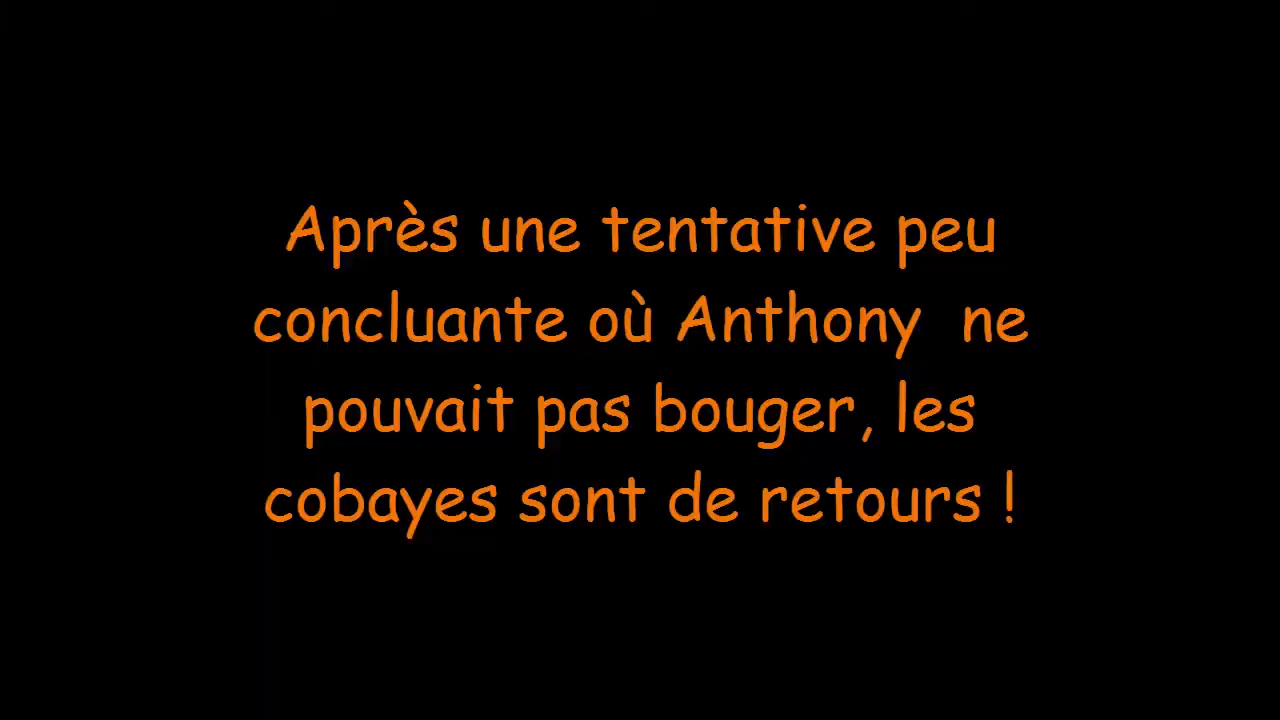 Après une tentative peu
concluante où Anthony  ne
pouvait pas bouger, les
cobayes sont de retours !